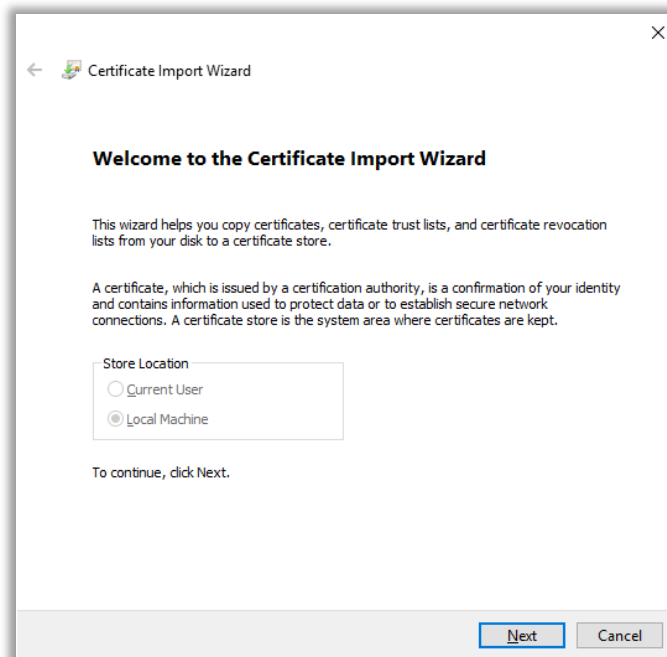 Certificate Import Wizard
Welcome to the Certificate Import Wizard
This wizard helps you copy certificates, certificate trust lists, and certificate revocation
lists from your disk to a certificate store.
A certificate, which is issued by a certification authority, is a confirmation of your identity
and contains information used to protect data or to establish secure network
connections. A certificate store is the system area where certificates are kept.
Store Location
Current User
Local Machine
To continue, click Next.
Next Cancel